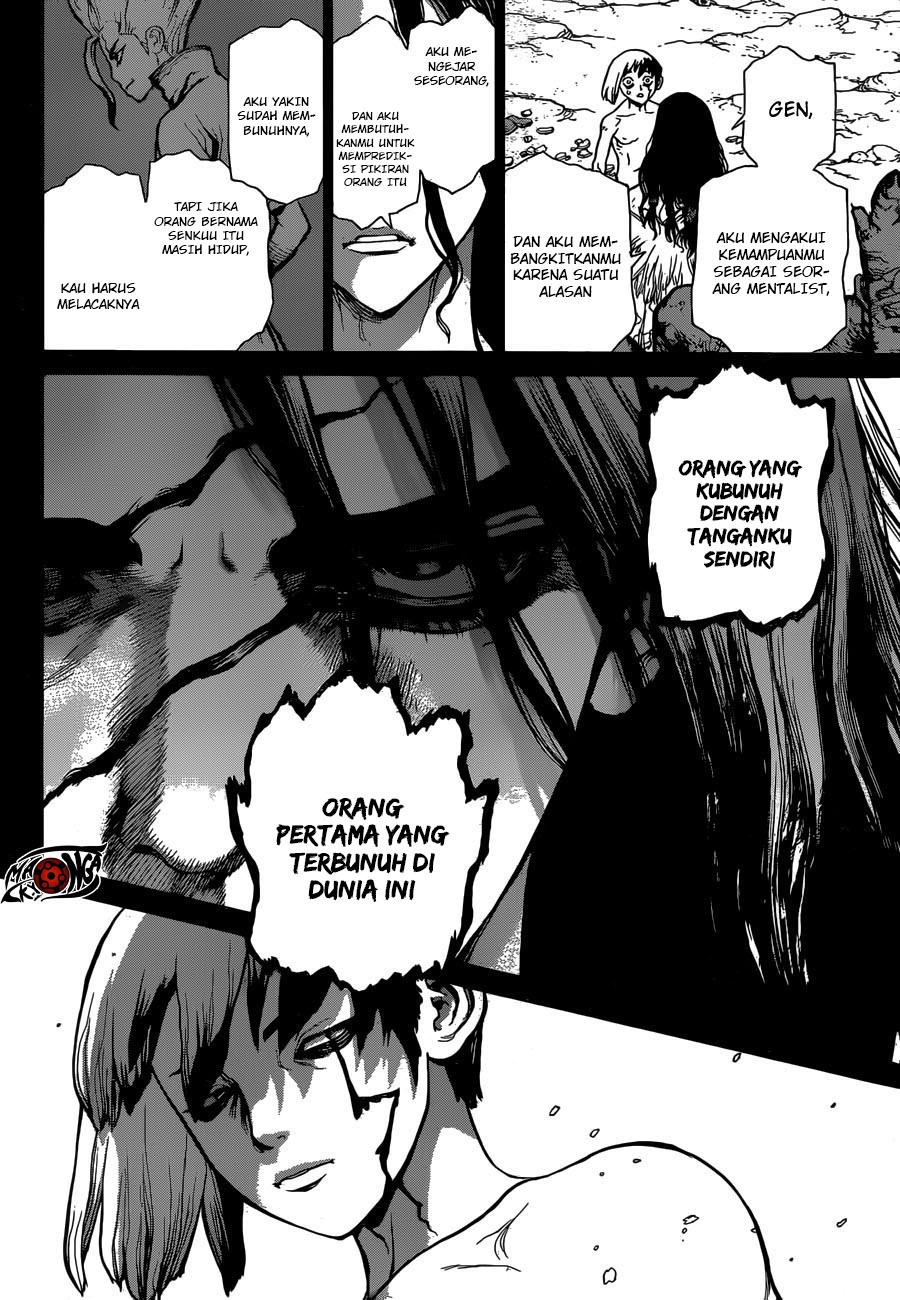 GEN,
AKU MENGAKUI
KEMAMPUANMU
SEBAGAI SEOR-
ANG MENTALIST,
DAN AKU MEM-
BANGKITKANMU
KARENA SUATU
ALASAN
AKU ME-
NGEJAR
SESEORANG,
DAN AKU
MEMBUTUH-
KANMU UNTUK
MEMPREDIK-
SI PIKIRAN
ORANG ITU
AKU YAKIN
SUDAH MEM-
BUNUHNYA,
TAPI JIKA
ORANG BERNAMA
SENKUU ITU
MASIH HIDUP,
KAU HARUS
MELACAKNYA
ORANG YANG
KUBUNUH
DENGAN
TANGANKU
SENDIRI
ORANG
PERTAMA YANG
TERBUNUH DI
DUNIA INI